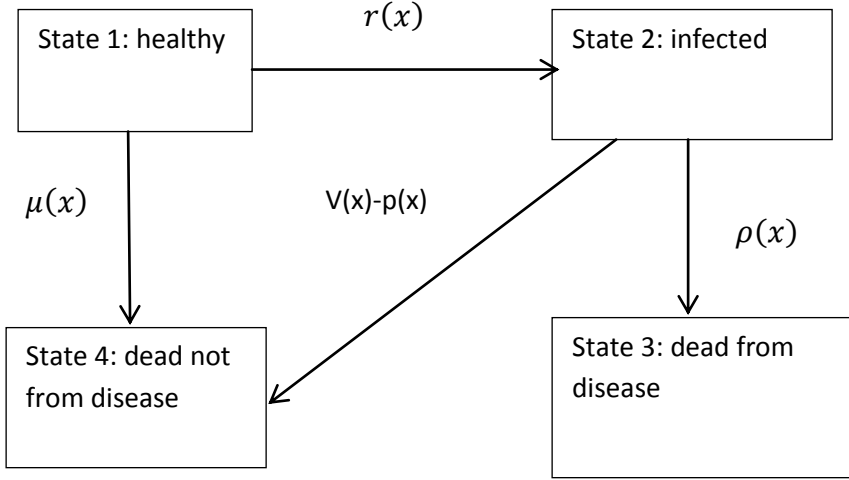 r(x)
State 1: healthy
State 2: infected
μ(x)
V(x)-p(x)
ρ(x)
State 4: dead not
from disease
State 3: dead from
disease